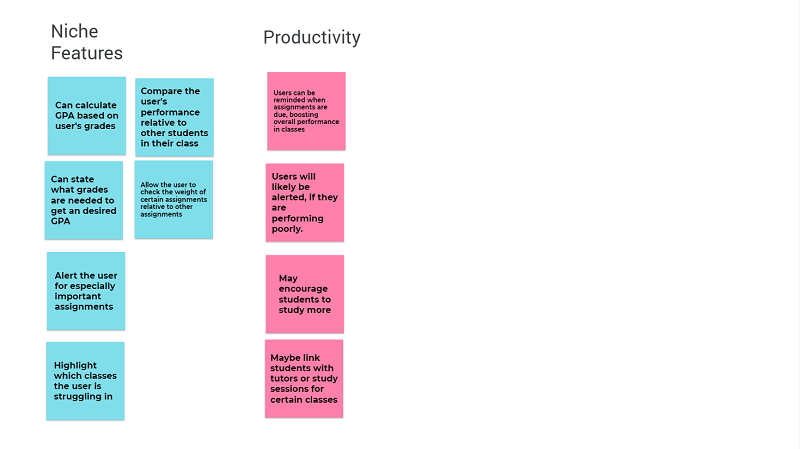 Niche
Features
Can calculate
GPA based on
user's grades
Compare the
user's
performance
relative to
other students
in their class
Can state
what grades
are needed to
get an desired
GPA
Allow the user to
check the weight of
certain assignments
relative to other
assignments
Alert the user
for especially
important
assignments
Highlight
which classes
the user is
struggling in
Productivity
Users can be
reminded when
assignments are
due, boosting
overall performance
in classes
Users will
likely be
alerted, if they
are
performing
poorly.
May
encourage
students to
study more
Maybe link
students with
tutors or study
sessions for
certain classes